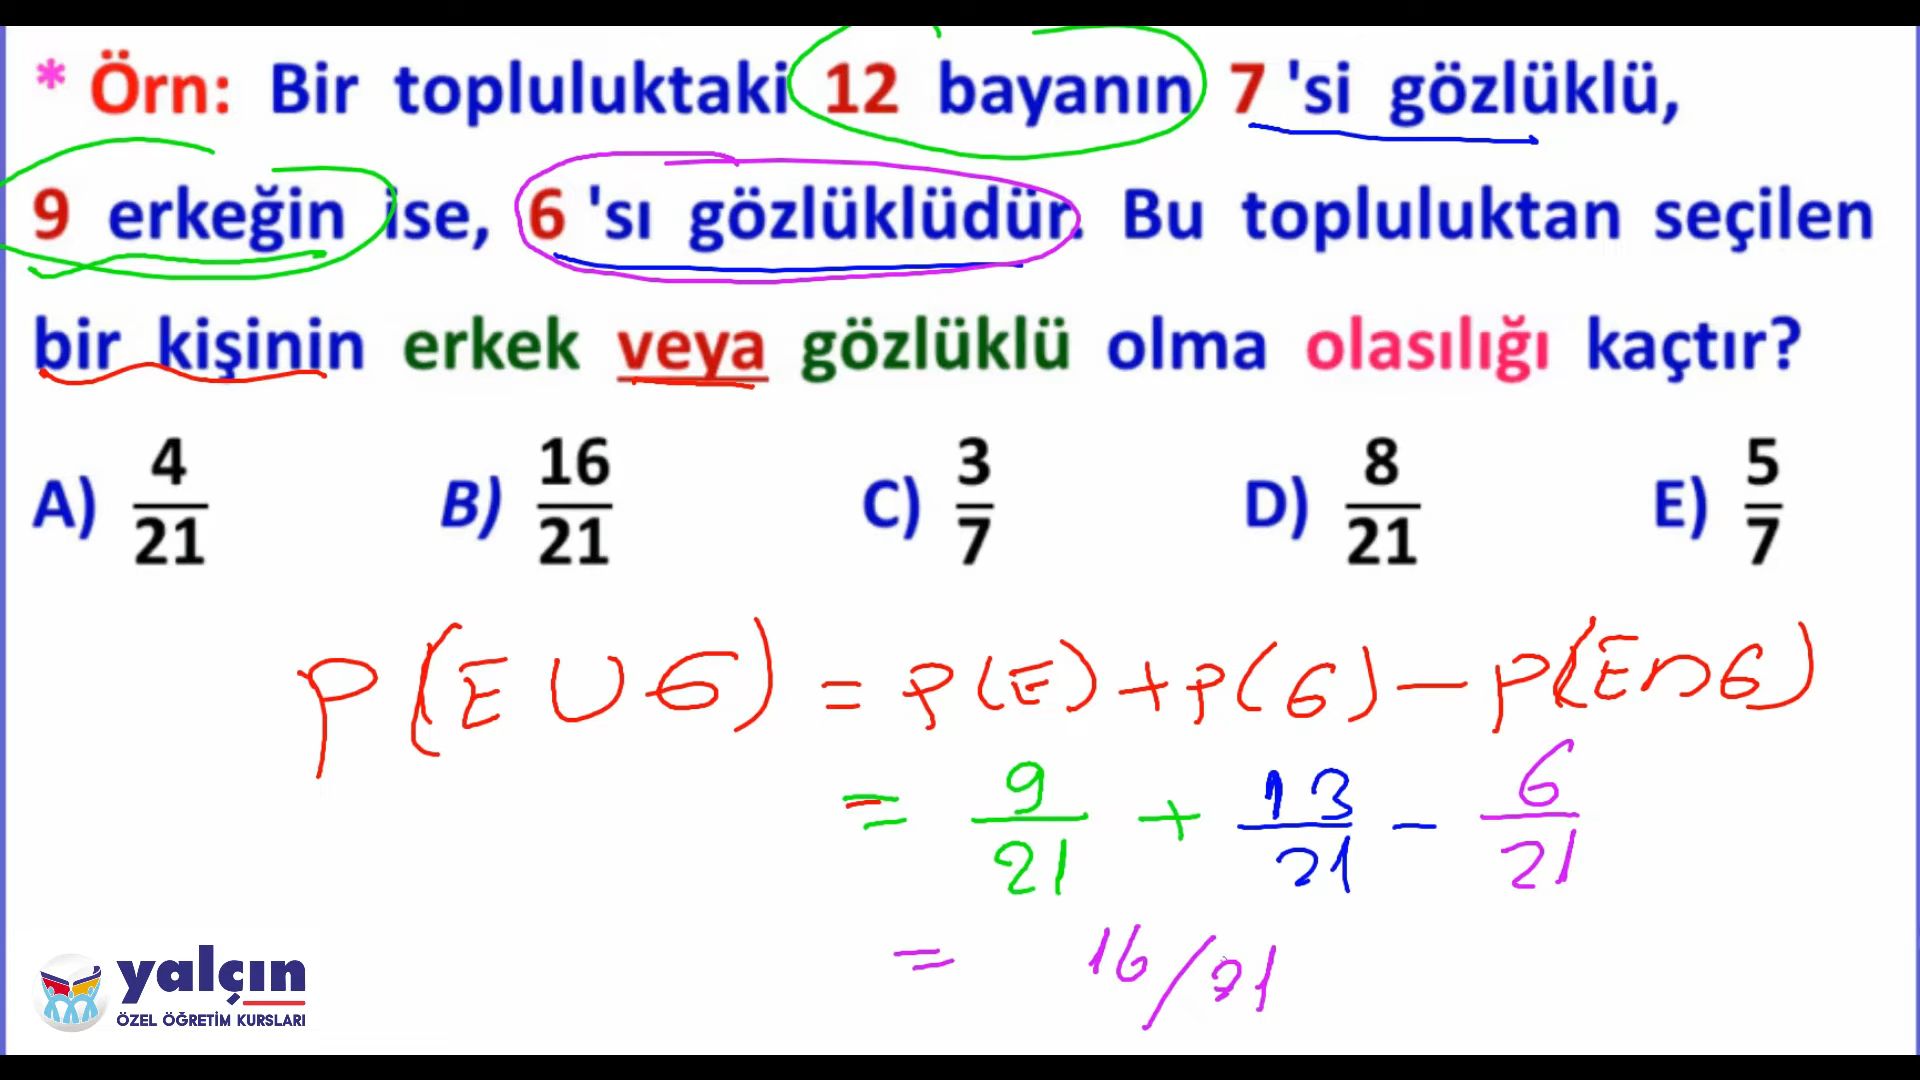 * Örn: Bir topluluktaki 12 bayanın 7 'si gözlüklü,
9 erkeğin ise, 6 'sı gözlüklüdür. Bu topluluktan seçilen
bir kişinin erkek veya gözlüklü olma olasılığı kaçtır?
A) 4/21 B) 16/21 C) 3/7 D) 8/21 E) 5/7
P(E∪G) = P(E) + P(G) − P(E∩G)
= 9/21 + 13/21 − 6/21
= 16/21
yalçın
ÖZEL ÖĞRETİM KURSLARI